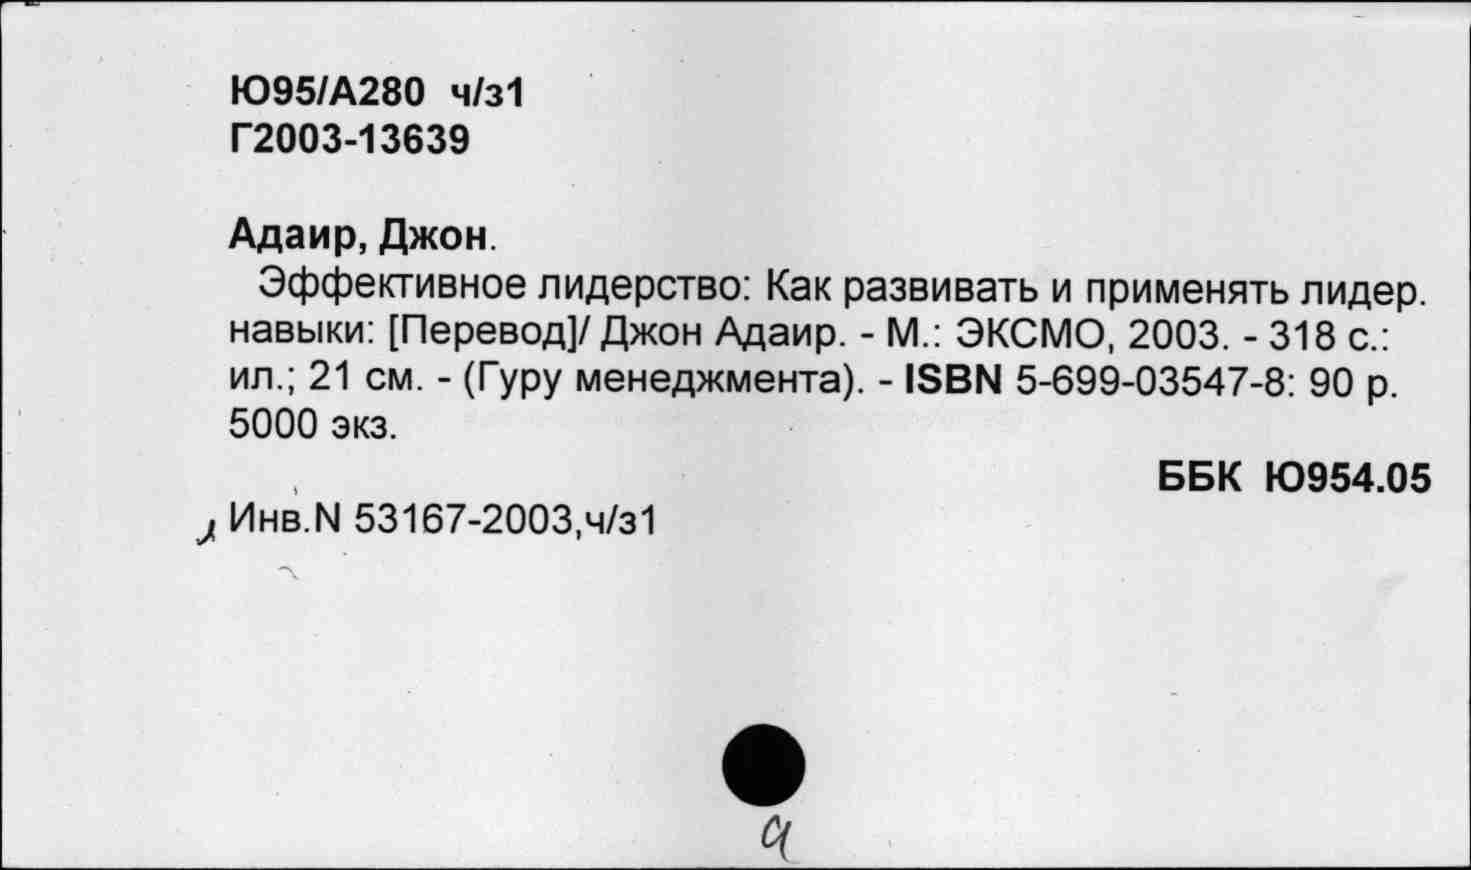 Ю95/А280 ч/з1
Г2003-13639
Адаир, Джон.
Эффективное лидерство: Как развивать и применять лидер.
навыки: [Перевод]/ Джон Адаир. - М.: ЭКСМО, 2003. - 318 с.:
ил.; 21 см. - (Гуру менеджмента). - ISBN 5-699-03547-8: 90 р.
5000 экз.
ББК Ю954.05
Инв.N 53167-2003,ч/з1